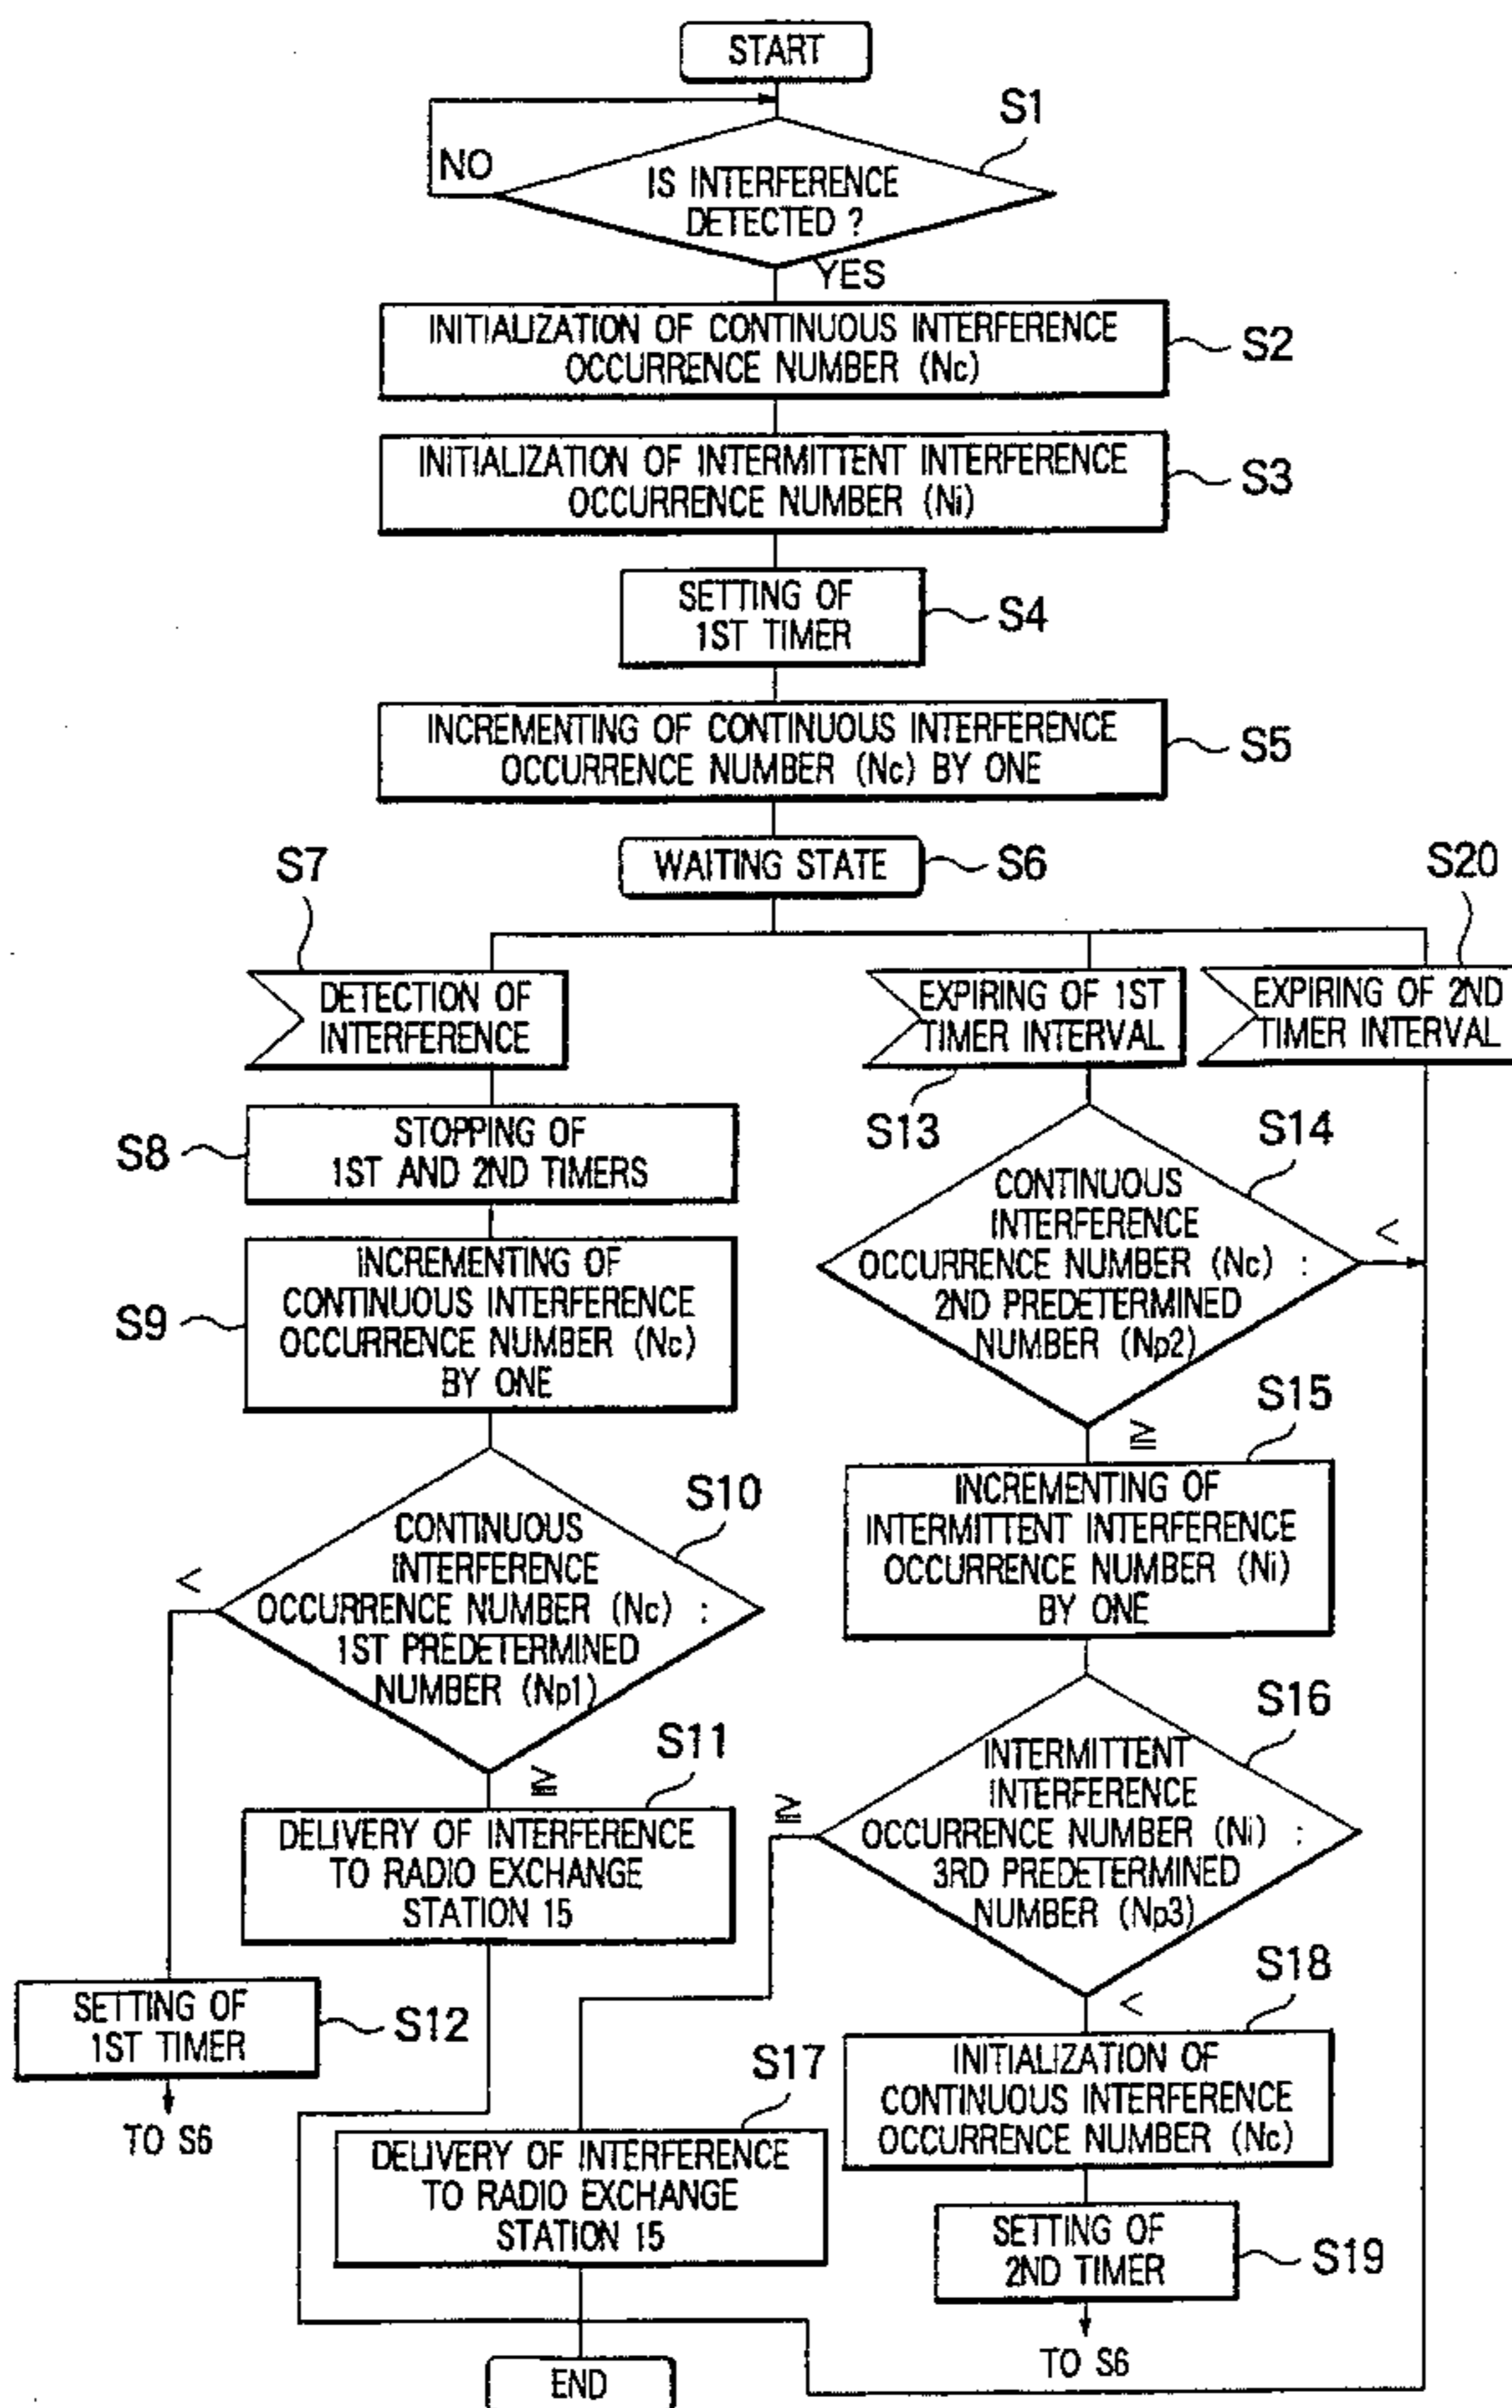 START
S1
NO
IS INTERFERENCE
DETECTED ?
YES
INITIALIZATION OF CONTINUOUS INTERFERENCE
OCCURRENCE NUMBER (Nc)
S2
INITIALIZATION OF INTERMITTENT INTERFERENCE
OCCURRENCE NUMBER (Ni)
S3
SETTING OF
1ST TIMER
S4
INCREMENTING OF CONTINUOUS INTERFERENCE
OCCURRENCE NUMBER (Nc) BY ONE
S5
WAITING STATE
S6
S7
DETECTION OF
INTERFERENCE
S8
STOPPING OF
1ST AND 2ND TIMERS
S9
INCREMENTING OF
CONTINUOUS INTERFERENCE
OCCURRENCE NUMBER (Nc)
BY ONE
S10
CONTINUOUS
INTERFERENCE
OCCURRENCE NUMBER (Nc) :
1ST PREDETERMINED
NUMBER (Np1)
<
≧
S11
DELIVERY OF INTERFERENCE
TO RADIO EXCHANGE
STATION 15
SETTING OF
1ST TIMER
S12
TO S6
EXPIRING OF 1ST
TIMER INTERVAL
S13
S14
CONTINUOUS
INTERFERENCE
OCCURRENCE NUMBER (Nc) :
2ND PREDETERMINED
NUMBER (Np2)
<
≧
S15
INCREMENTING OF
INTERMITTENT INTERFERENCE
OCCURRENCE NUMBER (Ni)
BY ONE
S16
INTERMITTENT
INTERFERENCE
OCCURRENCE NUMBER (Ni) :
3RD PREDETERMINED
NUMBER (Np3)
≧
<
S17
DELIVERY OF INTERFERENCE
TO RADIO EXCHANGE
STATION 15
S18
INITIALIZATION OF
CONTINUOUS INTERFERENCE
OCCURRENCE NUMBER (Nc)
SETTING OF
2ND TIMER
S19
TO S6
S20
EXPIRING OF 2ND
TIMER INTERVAL
END